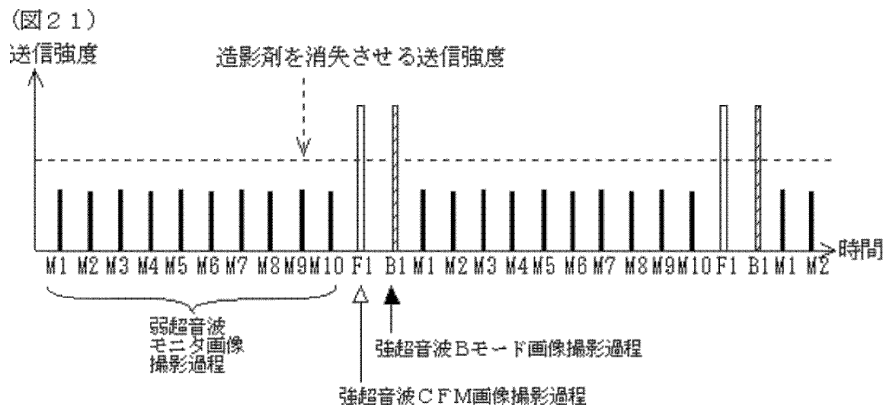 (図21)
送信強度
造影剤を消失させる送信強度
時間
M1 M2 M3 M4 M5 M6 M7 M8 M9 M10 F1 B1 M1 M2 M3 M4 M5 M6 M7 M8 M9 M10 F1 B1 M1 M2
弱超音波
モニタ画像
撮影過程
強超音波Bモード画像撮影過程
強超音波CFM画像撮影過程